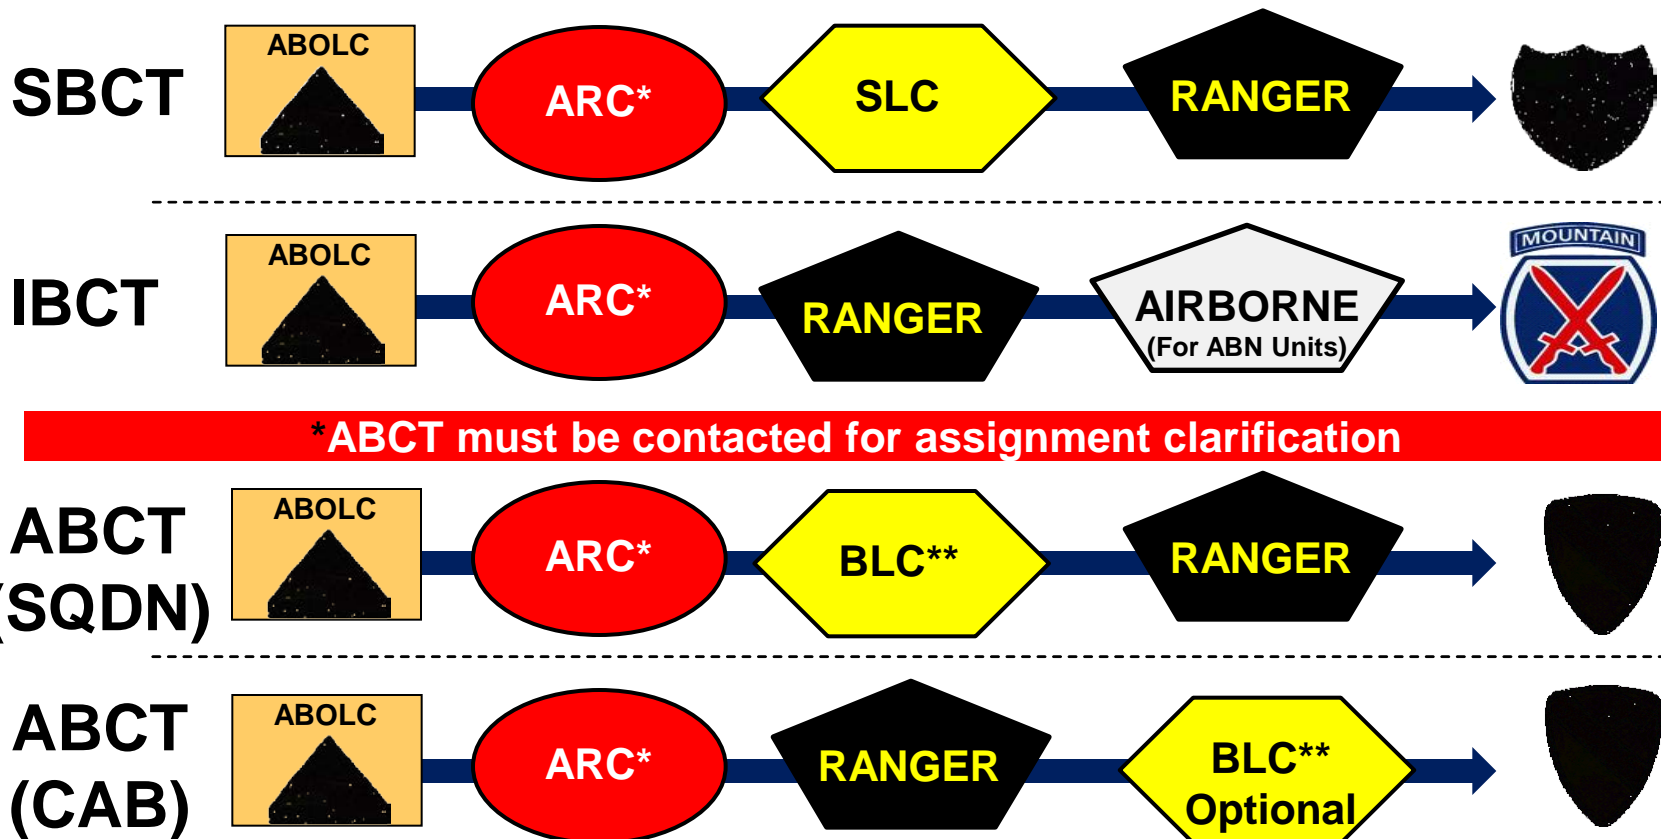 SBCT
ABOLC
ARC*
SLC
RANGER
IBCT
ABOLC
ARC*
RANGER
AIRBORNE
(For ABN Units)
MOUNTAIN
*ABCT must be contacted for assignment clarification
ABCT
(SQDN)
ABOLC
ARC*
BLC**
RANGER
ABCT
(CAB)
ABOLC
ARC*
RANGER
BLC**
Optional